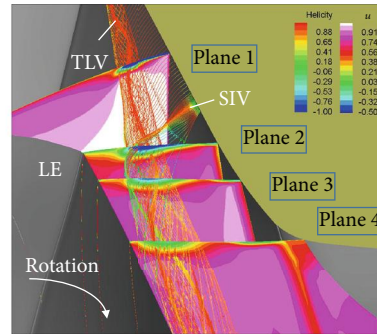 Helicity
u
0.88
0.65
0.41
0.18
-0.06
-0.29
-0.53
-0.76
-1.00
0.91
0.74
0.56
0.38
0.21
0.03
-0.15
-0.32
-0.50
TLV
Plane 1
SIV
Plane 2
LE
Plane 3
Plane 4
Rotation